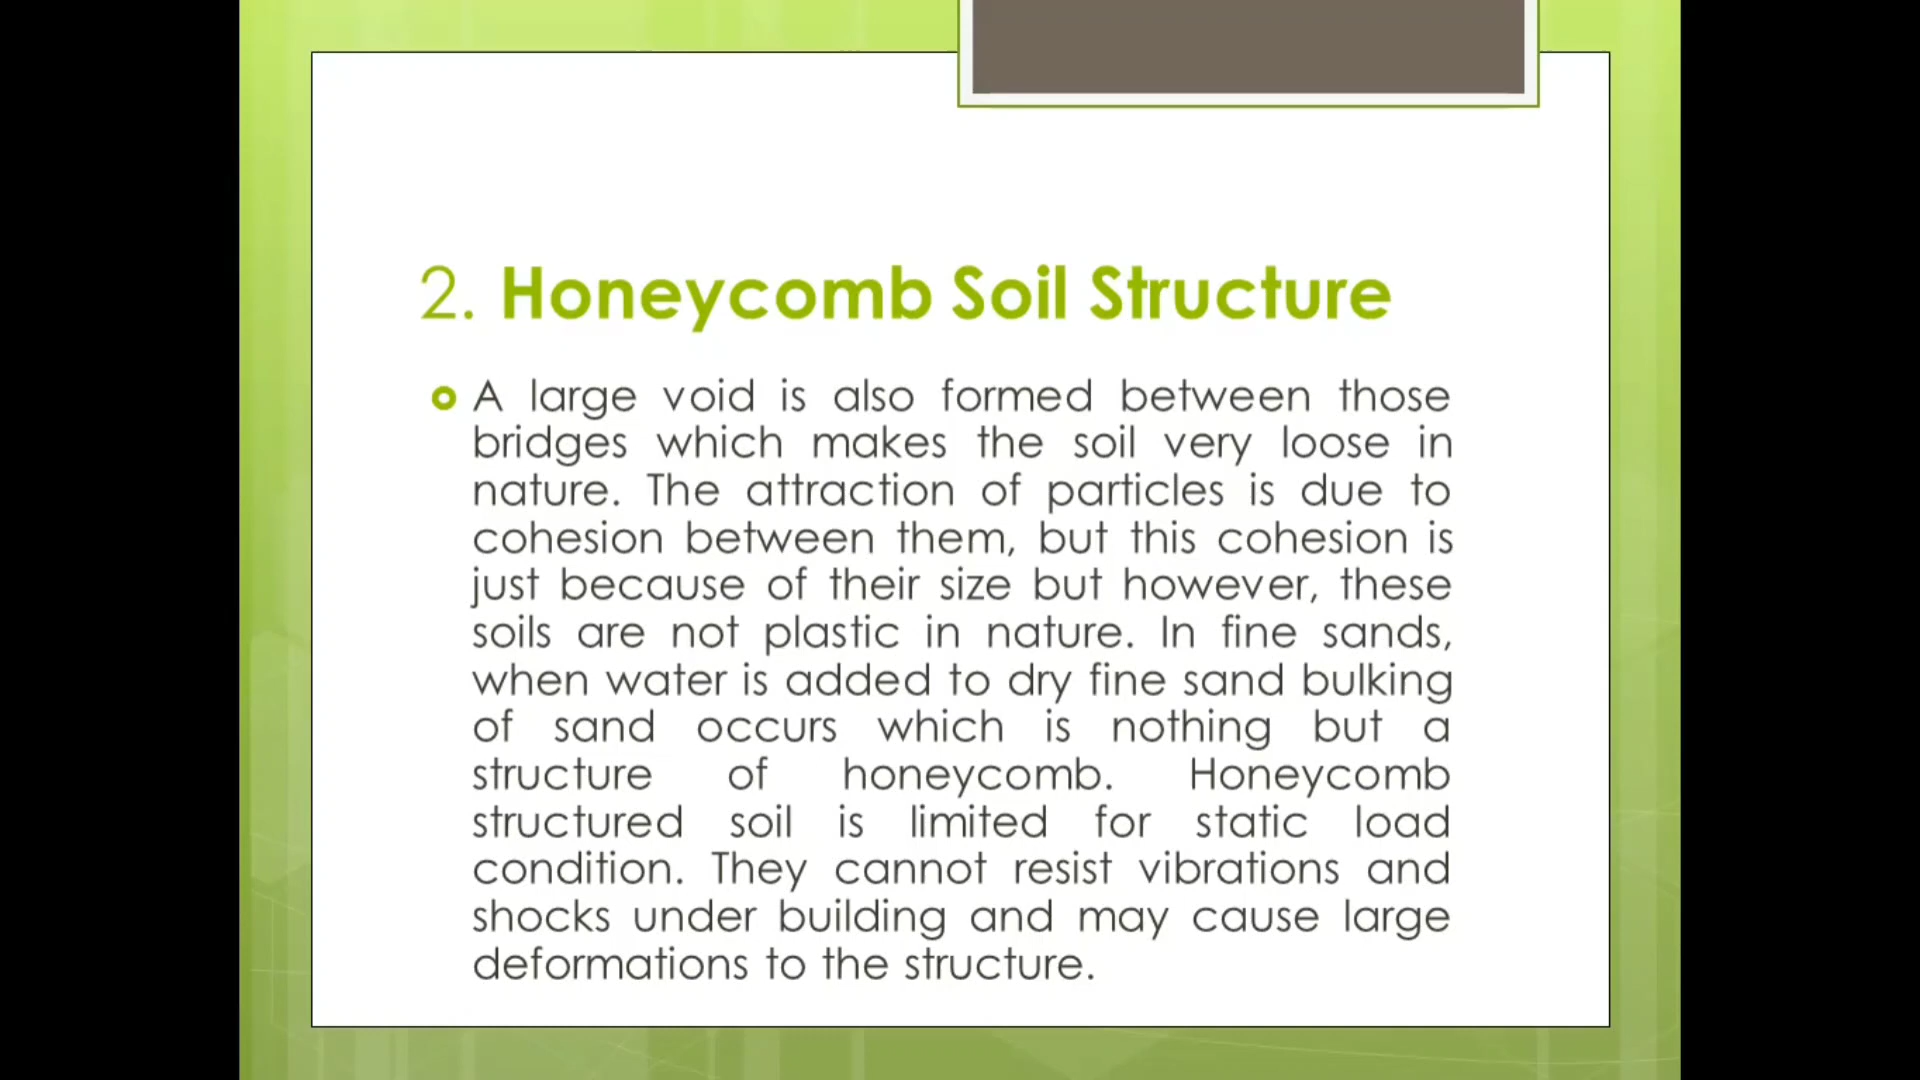 2. Honeycomb Soil Structure
A large void is also formed between those
bridges which makes the soil very loose in
nature. The attraction of particles is due to
cohesion between them, but this cohesion is
just because of their size but however, these
soils are not plastic in nature. In fine sands,
when water is added to dry fine sand bulking
of sand occurs which is nothing but a
structure of honeycomb. Honeycomb
structured soil is limited for static load
condition. They cannot resist vibrations and
shocks under building and may cause large
deformations to the structure.